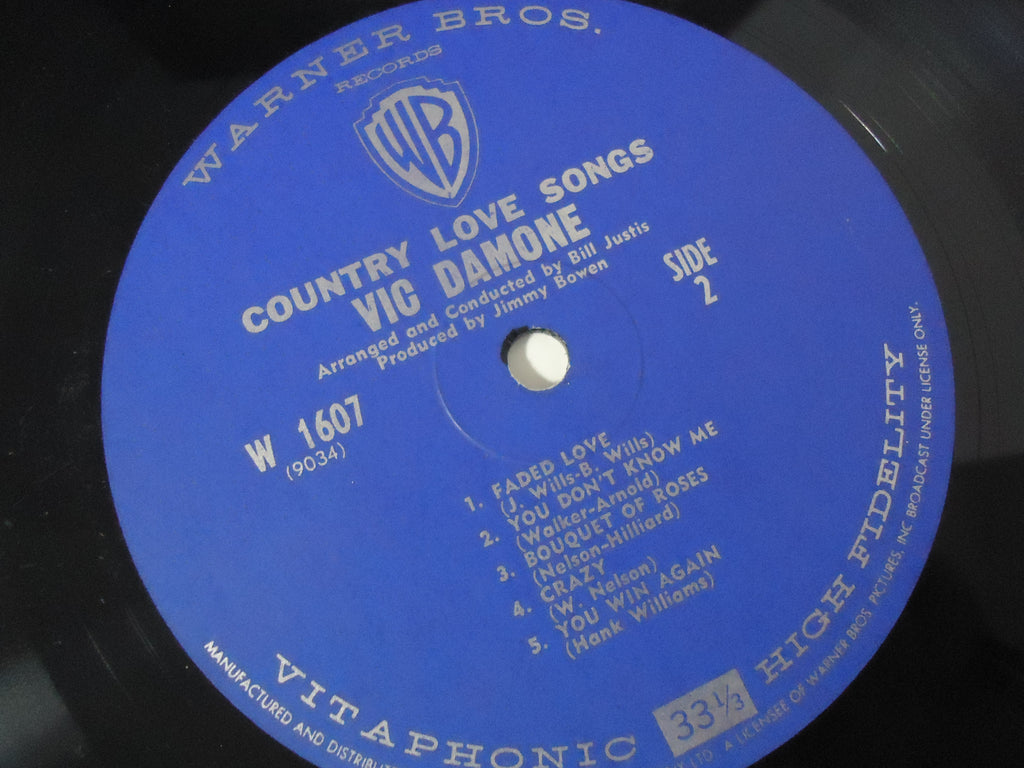 WARNER BROS.
RECORDS
WB
COUNTRY LOVE SONGS
VIC DAMONE
Arranged and Conducted by Bill Justis
Produced by Jimmy Bowen
SIDE
2
W 1607
(9034)
1. FADED LOVE
(J. Wills-B. Wills)
2. YOU DON'T KNOW ME
(Walker-Arnold)
3. BOUQUET OF ROSES
(Nelson-Hilliard)
4. CRAZY
(W. Nelson)
5. YOU WIN AGAIN
(Hank Williams)
VITAPHONIC 33⅓ HIGH FIDELITY
MANUFACTURED AND LTD A LICENSEE OF WARNER BROS. PICTURES, INC. BROADCAST UNDER LICENSE ONLY.